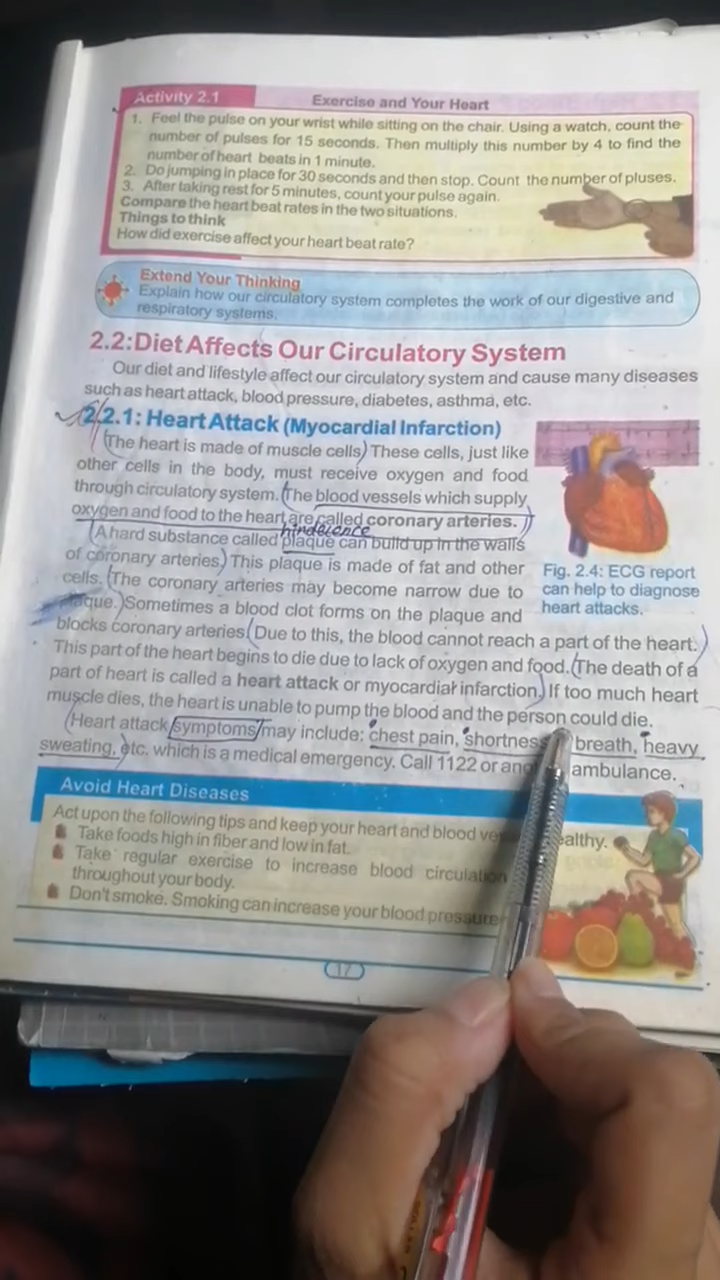 Activity 2.1 Exercise and Your Heart
1. Feel the pulse on your wrist while sitting on the chair. Using a watch, count the
number of pulses for 15 seconds. Then multiply this number by 4 to find the
number of heart beats in 1 minute.
2. Do jumping in place for 30 seconds and then stop. Count the number of pluses.
3. After taking rest for 5 minutes, count your pulse again.
Compare the heart beat rates in the two situations.
Things to think
How did exercise affect your heart beat rate?
Extend Your Thinking
Explain how our circulatory system completes the work of our digestive and
respiratory systems.
2.2:Diet Affects Our Circulatory System
Our diet and lifestyle affect our circulatory system and cause many diseases
such as heart attack, blood pressure, diabetes, asthma, etc.
2.2.1: Heart Attack (Myocardial Infarction)
The heart is made of muscle cells) These cells, just like
other cells in the body, must receive oxygen and food
through circulatory system. (The blood vessels which supply
oxygen and food to the heart are called coronary arteries.)
(A hard substance called plaque can build up in the walls
of coronary arteries.) This plaque is made of fat and other
cells. (The coronary arteries may become narrow due to
plaque.) Sometimes a blood clot forms on the plaque and
blocks coronary arteries (Due to this, the blood cannot reach a part of the heart.)
This part of the heart begins to die due to lack of oxygen and food. (The death of a
part of heart is called a heart attack or myocardial infarction.) If too much heart
muscle dies, the heart is unable to pump the blood and the person could die.
(Heart attack symptoms may include: chest pain, shortness breath, heavy
sweating,) etc. which is a medical emergency. Call 1122 or ambulance.
Fig. 2.4: ECG report
can help to diagnose
heart attacks.
Avoid Heart Diseases
Act upon the following tips and keep your heart and blood
Take foods high in fiber and low in fat.
Take regular exercise to increase blood circulation
throughout your body.
Don't smoke. Smoking can increase your blood pressure
17